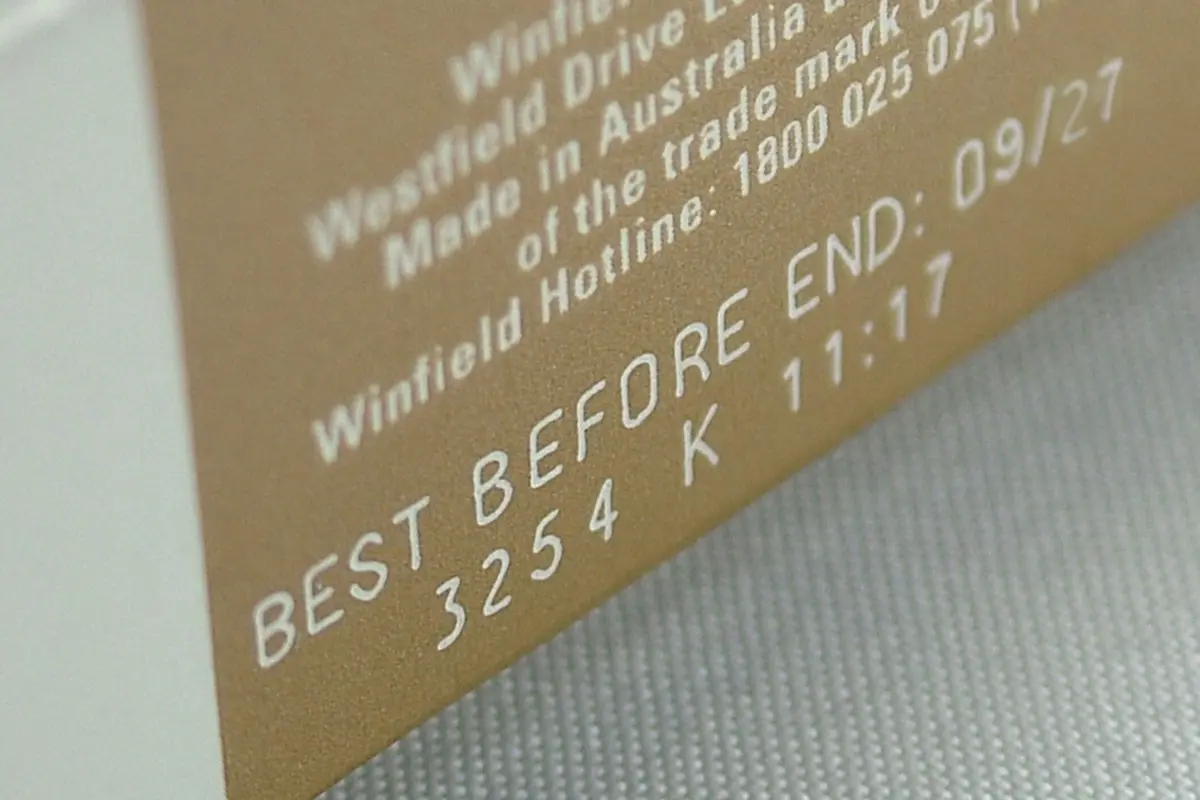 Winfield
Westfield Drive
Made in Australia
of the trade mark
Winfield Hotline: 1800 025 075
BEST BEFORE END: 09/27
3254 K 11:17